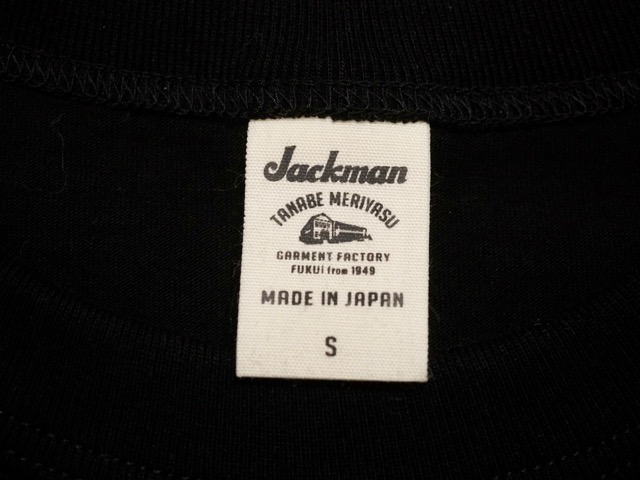 Jackman
TANABE MERIYASU
GARMENT FACTORY
FUKUi from 1949
MADE IN JAPAN
S